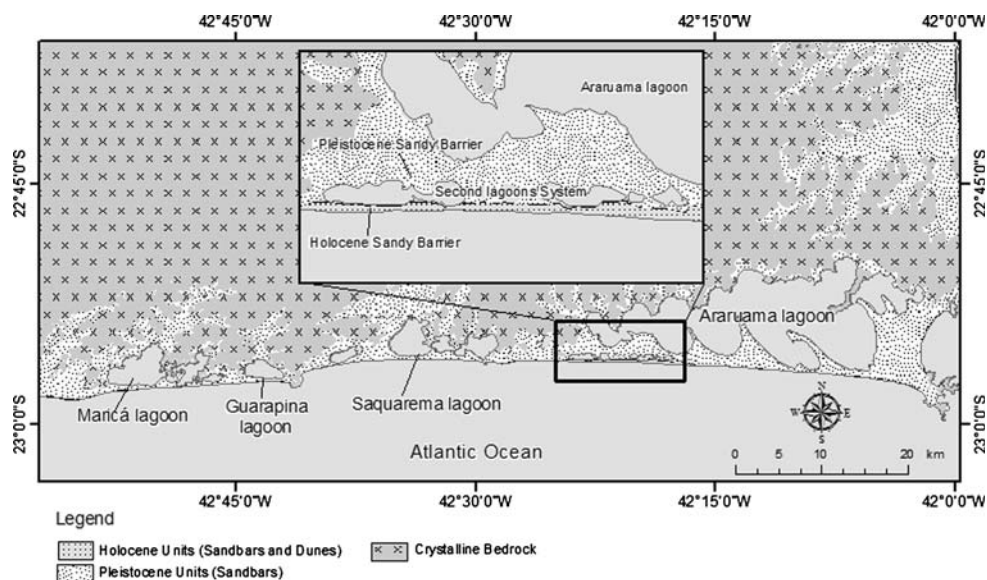 42°45'0"W
42°30'0"W
42°15'0"W
42°0'0"W
22°45'0"S
22°45'0"S
23°0'0"S
23°0'0"S
Araruama lagoon
Pleistocene Sandy Barrier
Second lagoons System
Holocene Sandy Barrier
Araruama lagoon
Maricá lagoon
Guarapina
lagoon
Saquarema lagoon
Atlantic Ocean
N
W E
S
0 5 10 20 km
42°45'0"W
42°30'0"W
42°15'0"W
42°0'0"W
Legend
Holocene Units (Sandbars and Dunes)
Crystalline Bedrock
Pleistocene Units (Sandbars)